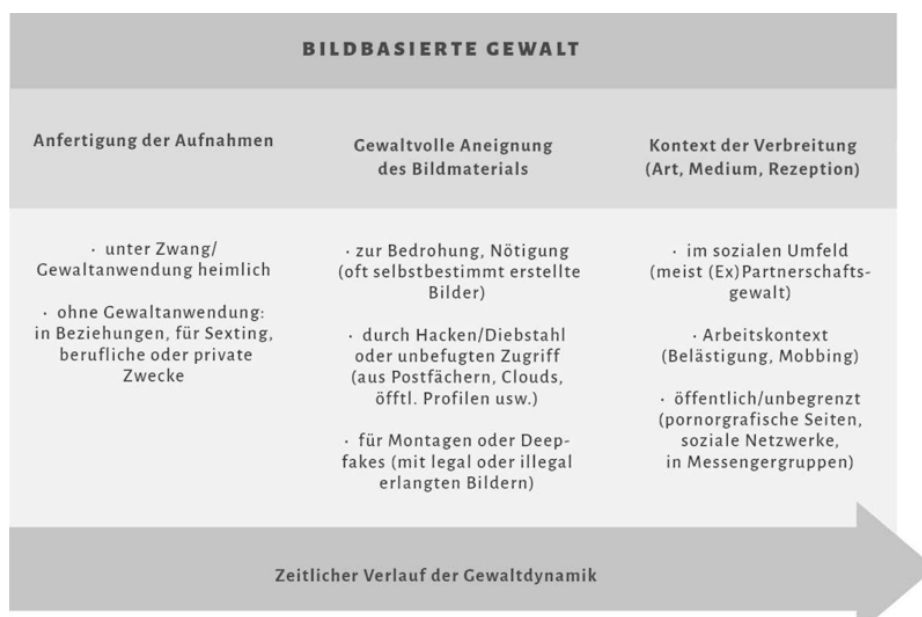 BILDBASIERTE GEWALT
Anfertigung der Aufnahmen
Gewaltvolle Aneignung
des Bildmaterials
Kontext der Verbreitung
(Art, Medium, Rezeption)
· unter Zwang/
Gewaltanwendung heimlich
· ohne Gewaltanwendung:
in Beziehungen, für Sexting,
berufliche oder private
Zwecke
· zur Bedrohung, Nötigung
(oft selbstbestimmt erstellte
Bilder)
· durch Hacken/Diebstahl
oder unbefugten Zugriff
(aus Postfächern, Clouds,
öfftl. Profilen usw.)
· für Montagen oder Deep-
fakes (mit legal oder illegal
erlangten Bildern)
· im sozialen Umfeld
(meist (Ex)Partnerschafts-
gewalt)
· Arbeitskontext
(Belästigung, Mobbing)
· öffentlich/unbegrenzt
(pornorgrafische Seiten,
soziale Netzwerke,
in Messengergruppen)
Zeitlicher Verlauf der Gewaltdynamik